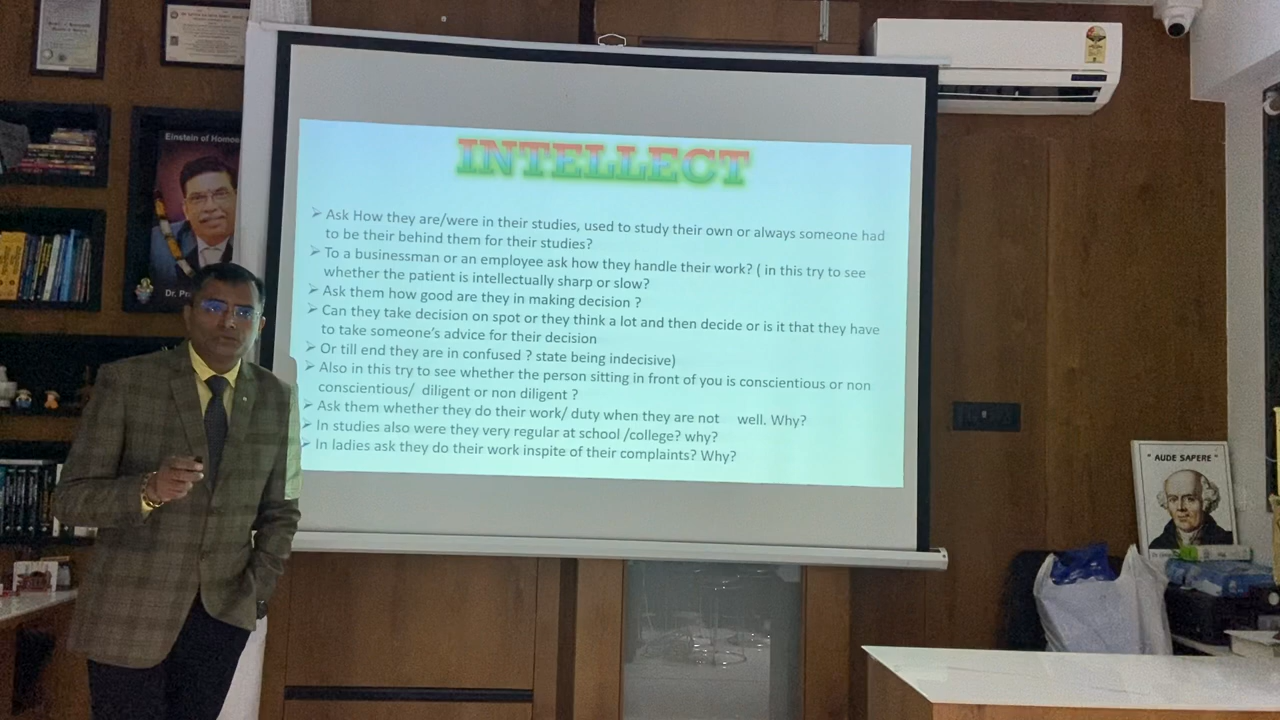 Einstein of Homoe
Dr. Pra
INTELLECT
➢ Ask How they are/were in their studies, used to study their own or always someone had
to be their behind them for their studies?
➢ To a businessman or an employee ask how they handle their work? ( in this try to see
whether the patient is intellectually sharp or slow?
➢ Ask them how good are they in making decision ?
➢ Can they take decision on spot or they think a lot and then decide or is it that they have
to take someone's advice for their decision
➢ Or till end they are in confused ? state being indecisive)
➢ Also in this try to see whether the person sitting in front of you is conscientious or non
conscientious/ diligent or non diligent ?
➢ Ask them whether they do their work/ duty when they are not well. Why?
➢ In studies also were they very regular at school /college? why?
➢ In ladies ask they do their work inspite of their complaints? Why?
" AUDE SAPERE "